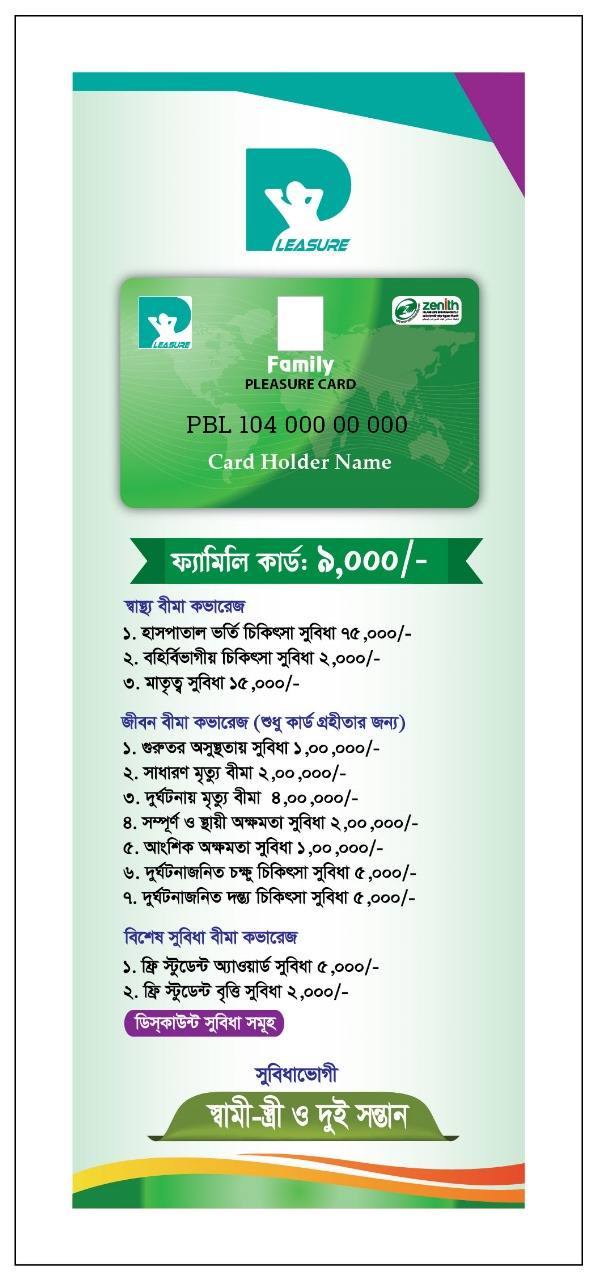 PLEASURE
PLEASURE
zenith
Family
PLEASURE CARD
PBL 104 000 00 000
Card Holder Name
ফ্যামিলি কার্ড: ৯,০০০/-
স্বাস্থ্য বীমা কভারেজ
১. হাসপাতাল ভর্তি চিকিৎসা সুবিধা ৭৫,০০০/-
২. বহির্বিভাগীয় চিকিৎসা সুবিধা ২,০০০/-
৩. মাতৃত্ব সুবিধা ১৫,০০০/-
জীবন বীমা কভারেজ (শুধু কার্ড গ্রহীতার জন্য)
১. গুরুতর অসুস্থতায় সুবিধা ১,০০,০০০/-
২. সাধারণ মৃত্যু বীমা ২,০০,০০০/-
৩. দুর্ঘটনায় মৃত্যু বীমা ৪,০০,০০০/-
৪. সম্পূর্ণ ও স্থায়ী অক্ষমতা সুবিধা ২,০০,০০০/-
৫. আংশিক অক্ষমতা সুবিধা ১,০০,০০০/-
৬. দুর্ঘটনাজনিত চক্ষু চিকিৎসা সুবিধা ৫,০০০/-
৭. দুর্ঘটনাজনিত দন্ত্য চিকিৎসা সুবিধা ৫,০০০/-
বিশেষ সুবিধা বীমা কভারেজ
১. ফ্রি স্টুডেন্ট অ্যাওয়ার্ড সুবিধা ৫,০০০/-
২. ফ্রি স্টুডেন্ট বৃত্তি সুবিধা ২,০০০/-
ডিস্কাউন্ট সুবিধা সমূহ
সুবিধাভোগী
স্বামী-স্ত্রী ও দুই সন্তান